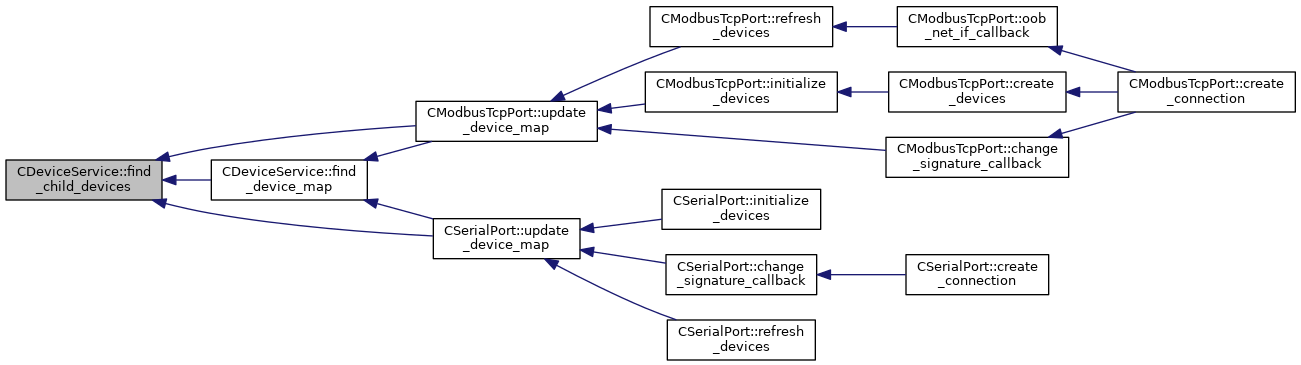 CModbusTcpPort::refresh
_devices
CModbusTcpPort::oob
_net_if_callback
CModbusTcpPort::initialize
_devices
CModbusTcpPort::create
_devices
CModbusTcpPort::create
_connection
CModbusTcpPort::update
_device_map
CModbusTcpPort::change
_signature_callback
CDeviceService::find
_child_devices
CDeviceService::find
_device_map
CSerialPort::initialize
_devices
CSerialPort::update
_device_map
CSerialPort::change
_signature_callback
CSerialPort::create
_connection
CSerialPort::refresh
_devices